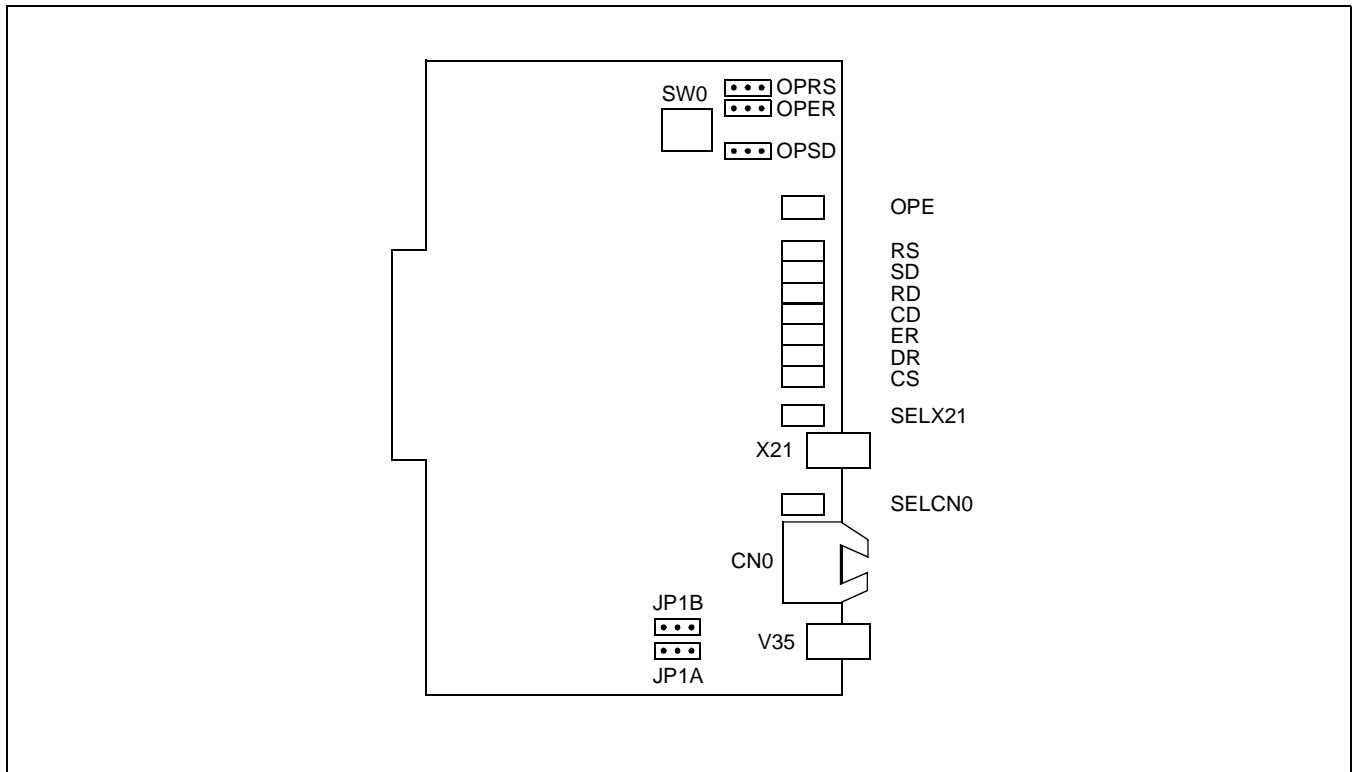 OPRS
SW0
OPER
OPSD
OPE
RS
SD
RD
CD
ER
DR
CS
SELX21
X21
SELCN0
CN0
JP1B
V35
JP1A